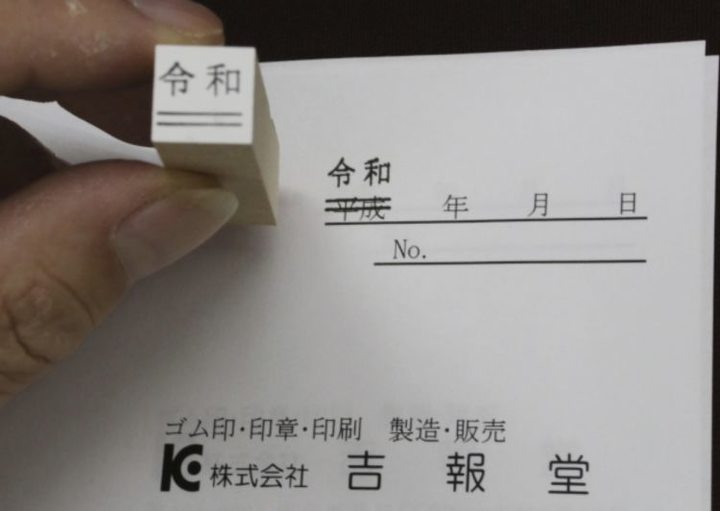 令和
令和
平成 年 月 日
No.
ゴム印・印章・印刷 製造・販売
株式会社 吉報堂